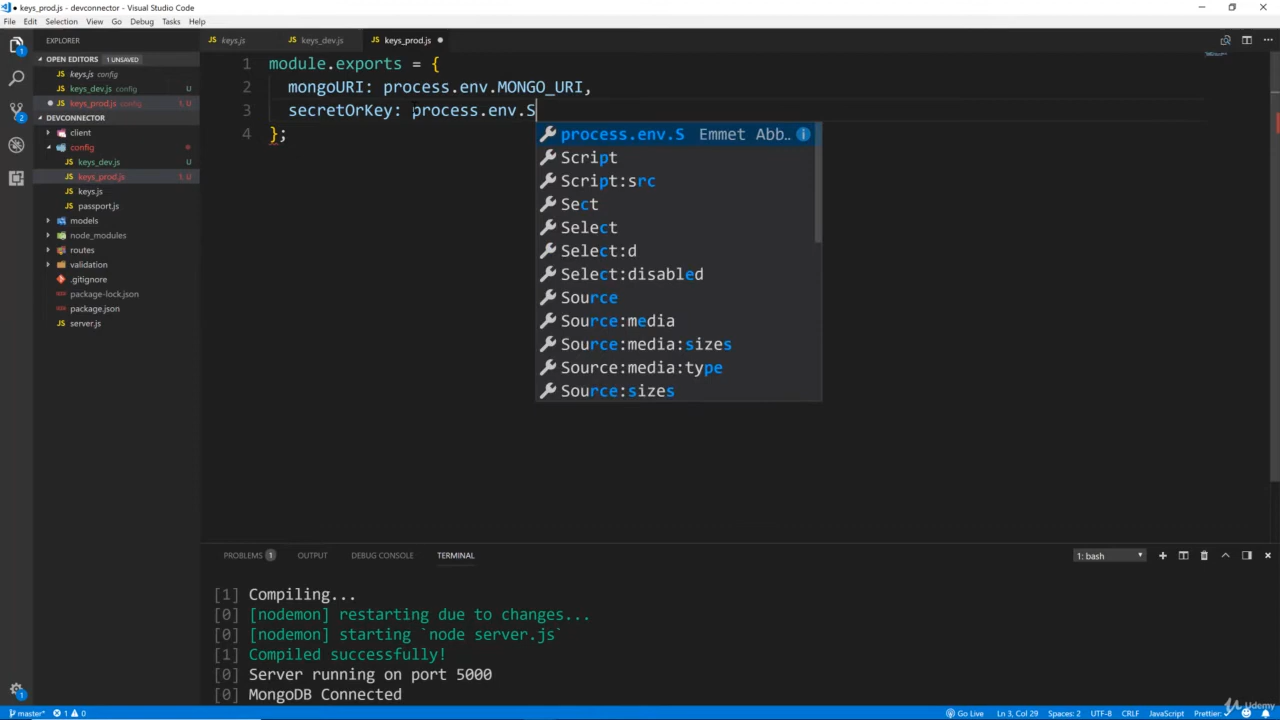 keys_prod.js - devconnector - Visual Studio Code
File Edit Selection View Go Debug Tasks Help
EXPLORER
keys.js
keys_dev.js
keys_prod.js
OPEN EDITORS 1 UNSAVED
keys.js config
keys_dev.js config U
keys_prod.js config 1, U
DEVCONNECTOR
client
config
keys_dev.js U
keys_prod.js 1, U
keys.js
passport.js
models
node_modules
routes
validation
.gitignore
package-lock.json
package.json
server.js
1 module.exports = {
2 mongoURI: process.env.MONGO_URI,
3 secretOrKey: process.env.S
4 };
process.env.S Emmet Abb..
Script
Script:src
Sect
Select
Select:d
Select:disabled
Source
Source:media
Source:media:sizes
Source:media:type
Source:sizes
PROBLEMS 1 OUTPUT DEBUG CONSOLE TERMINAL
1: bash
[1] Compiling...
[0] [nodemon] restarting due to changes...
[0] [nodemon] starting `node server.js`
[1] Compiled successfully!
[0] Server running on port 5000
[0] MongoDB Connected
master* 1 0
Go Live Ln 3, Col 29 Spaces: 2 UTF-8 CRLF JavaScript Prettier:
Udemy